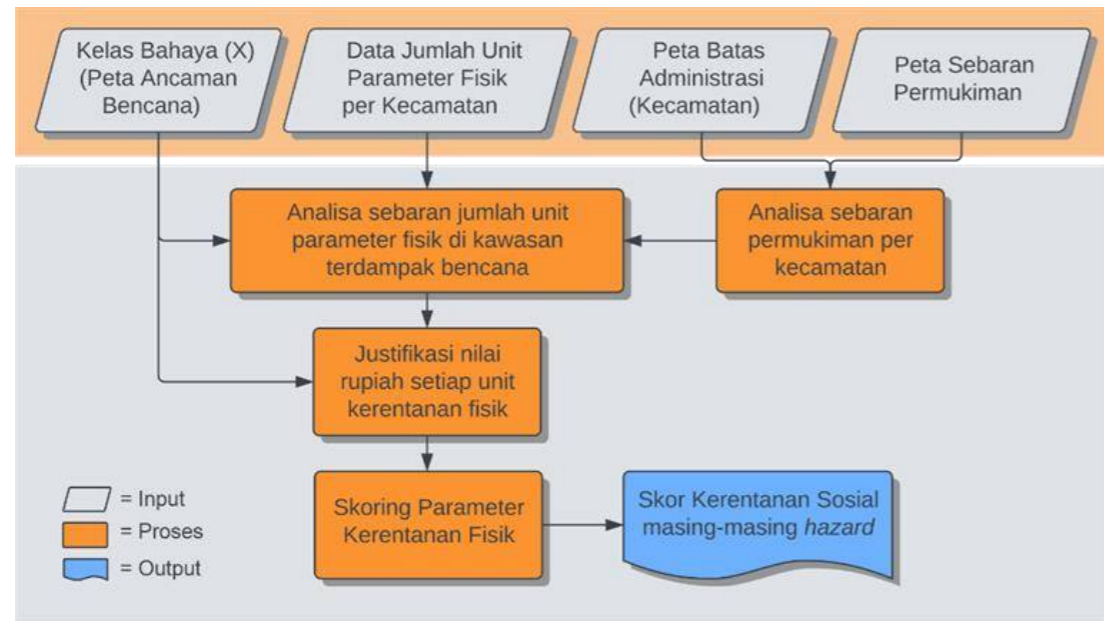 Kelas Bahaya (X)
(Peta Ancaman
Bencana)
Data Jumlah Unit
Parameter Fisik
per Kecamatan
Peta Batas
Administrasi
(Kecamatan)
Peta Sebaran
Permukiman
Analisa sebaran jumlah unit
parameter fisik di kawasan
terdampak bencana
Analisa sebaran
permukiman per
kecamatan
Justifikasi nilai
rupiah setiap unit
kerentanan fisik
Skoring Parameter
Kerentanan Fisik
Skor Kerentanan Sosial
masing-masing hazard
= Input
= Proses
= Output